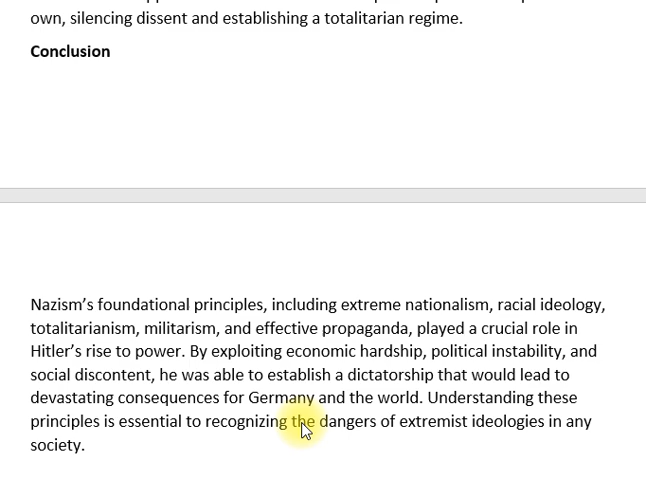 own, silencing dissent and establishing a totalitarian regime.
Conclusion
Nazism’s foundational principles, including extreme nationalism, racial ideology,
totalitarianism, militarism, and effective propaganda, played a crucial role in
Hitler’s rise to power. By exploiting economic hardship, political instability, and
social discontent, he was able to establish a dictatorship that would lead to
devastating consequences for Germany and the world. Understanding these
principles is essential to recognizing the dangers of extremist ideologies in any
society.